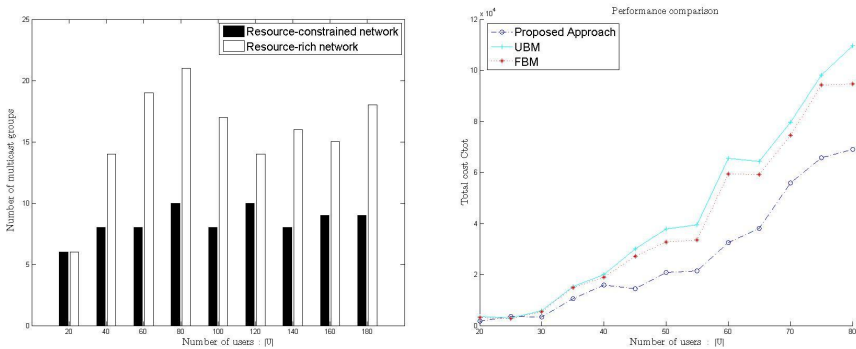 25
20
15
10
5
0
Number of multicast groups
Resource-constrained network
Resource-rich network
20 40 60 80 100 120 140 160 180
Number of users : |U|
Performance comparison
x 10⁴
12
10
8
6
4
2
0
Total cost Ctot
Proposed Approach
UBM
FBM
20 30 40 50 60 70 80
Number of users : |U|